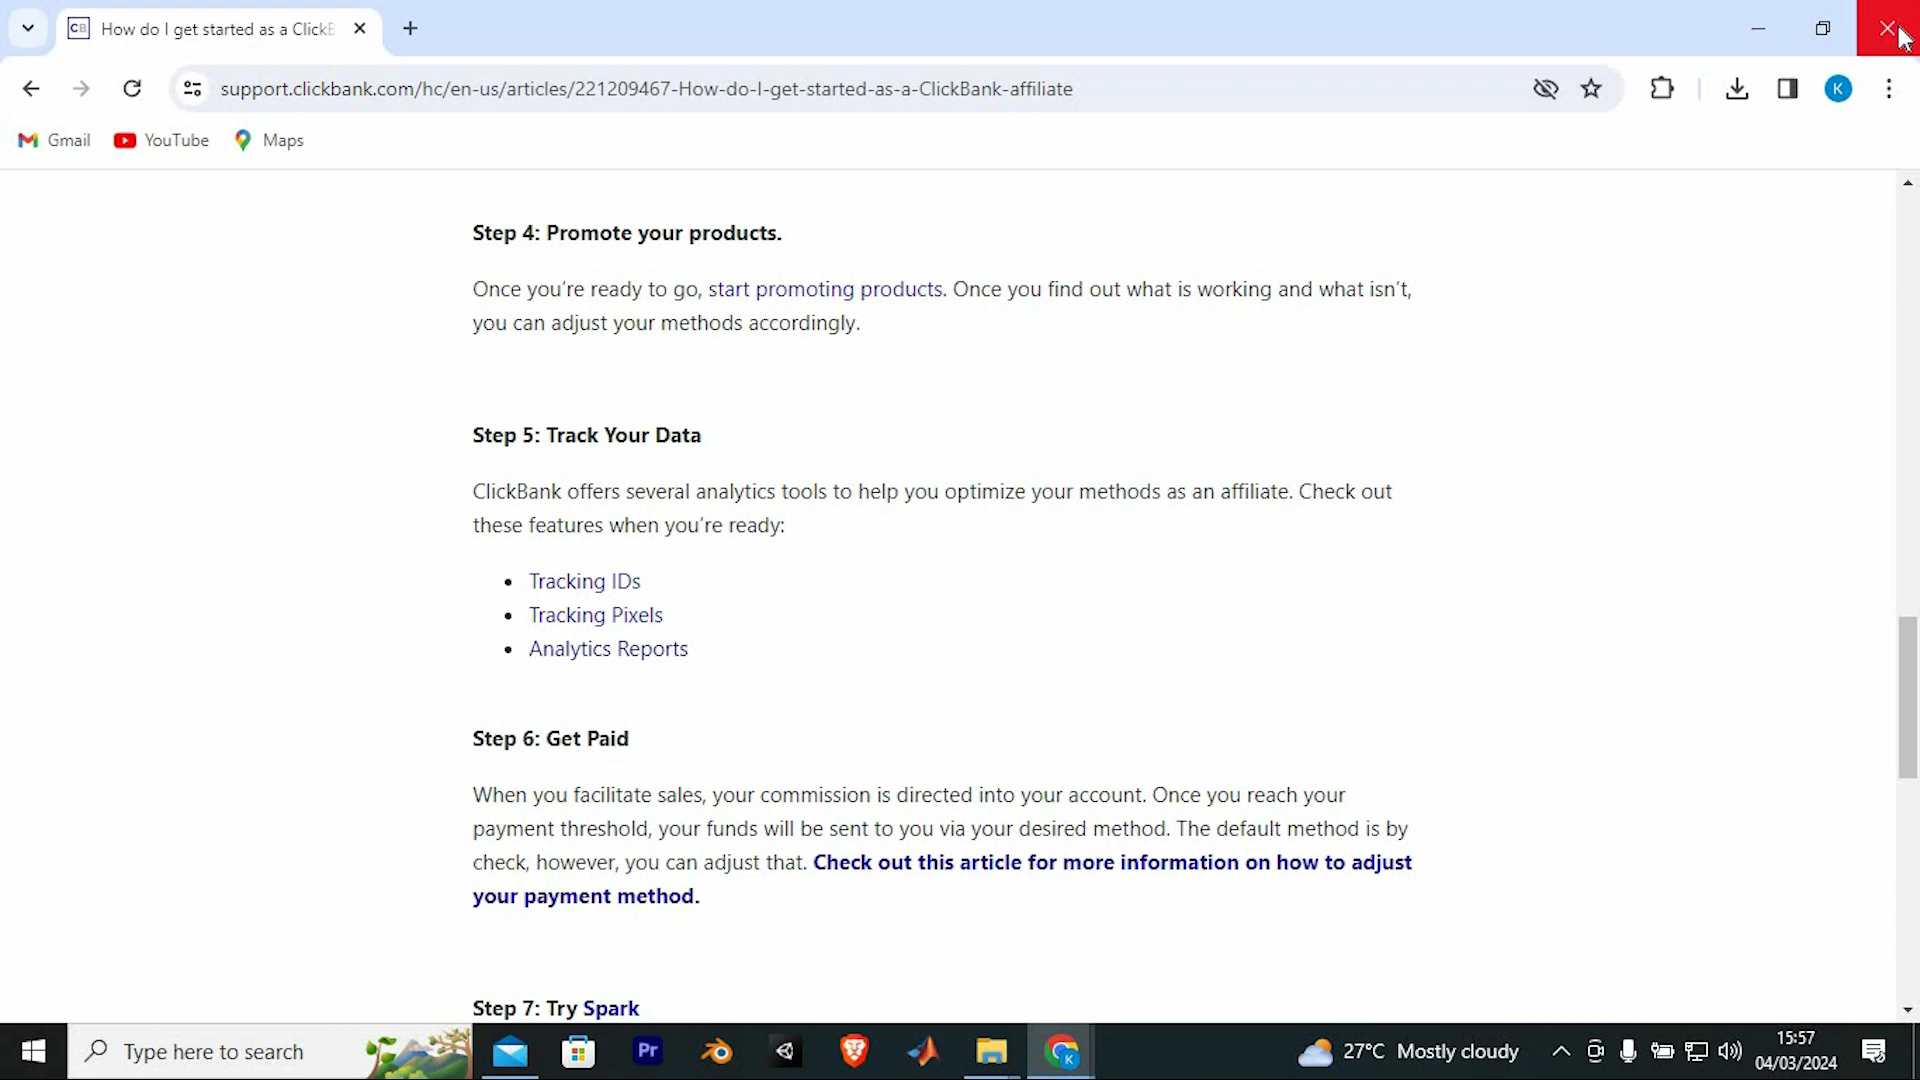 CB How do I get started as a ClickB
support.clickbank.com/hc/en-us/articles/221209467-How-do-I-get-started-as-a-ClickBank-affiliate
K
Gmail YouTube Maps
Step 4: Promote your products.
Once you're ready to go, start promoting products. Once you find out what is working and what isn't,
you can adjust your methods accordingly.
Step 5: Track Your Data
ClickBank offers several analytics tools to help you optimize your methods as an affiliate. Check out
these features when you're ready:
• Tracking IDs
• Tracking Pixels
• Analytics Reports
Step 6: Get Paid
When you facilitate sales, your commission is directed into your account. Once you reach your
payment threshold, your funds will be sent to you via your desired method. The default method is by
check, however, you can adjust that. Check out this article for more information on how to adjust
your payment method.
Step 7: Try Spark
Type here to search Pr K 27°C Mostly cloudy 15:57
04/03/2024